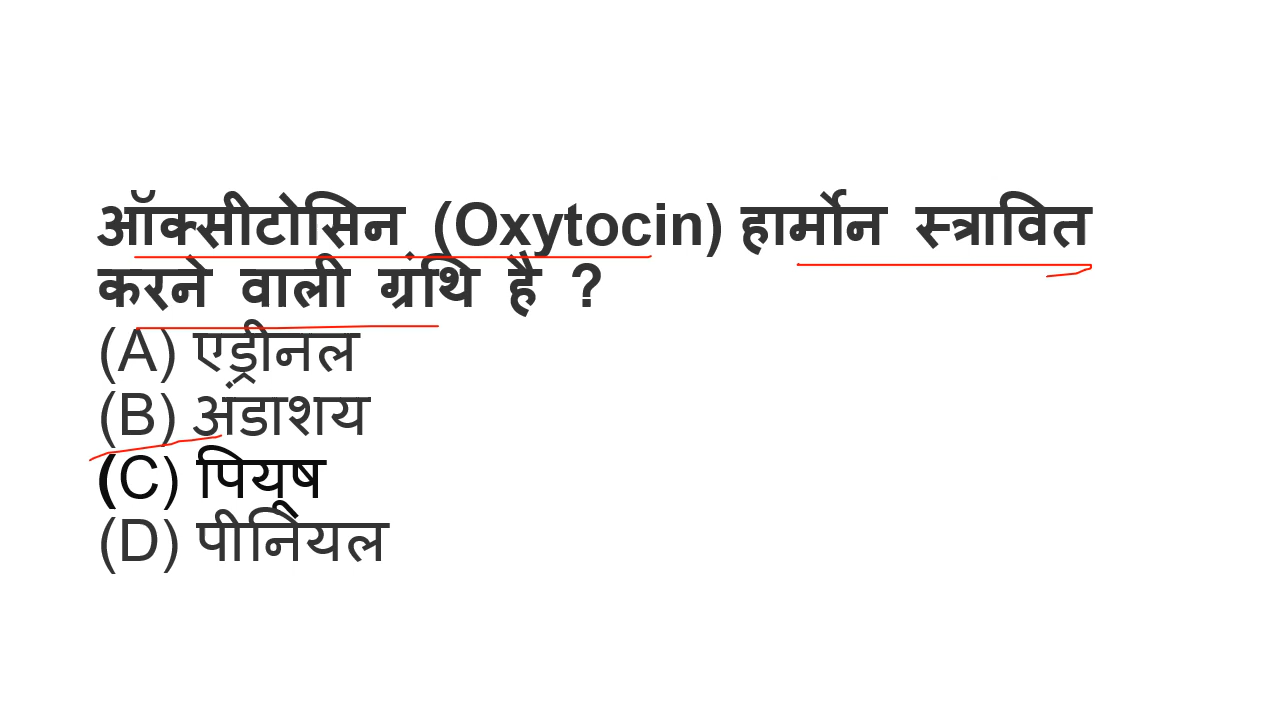 ऑक्सीटोसिन (Oxytocin) हार्मोन स्त्रावित
करने वाली ग्रंथि है ?
(A) एड्रीनल
(B) अंडाशय
(C) पियूष
(D) पीनियल